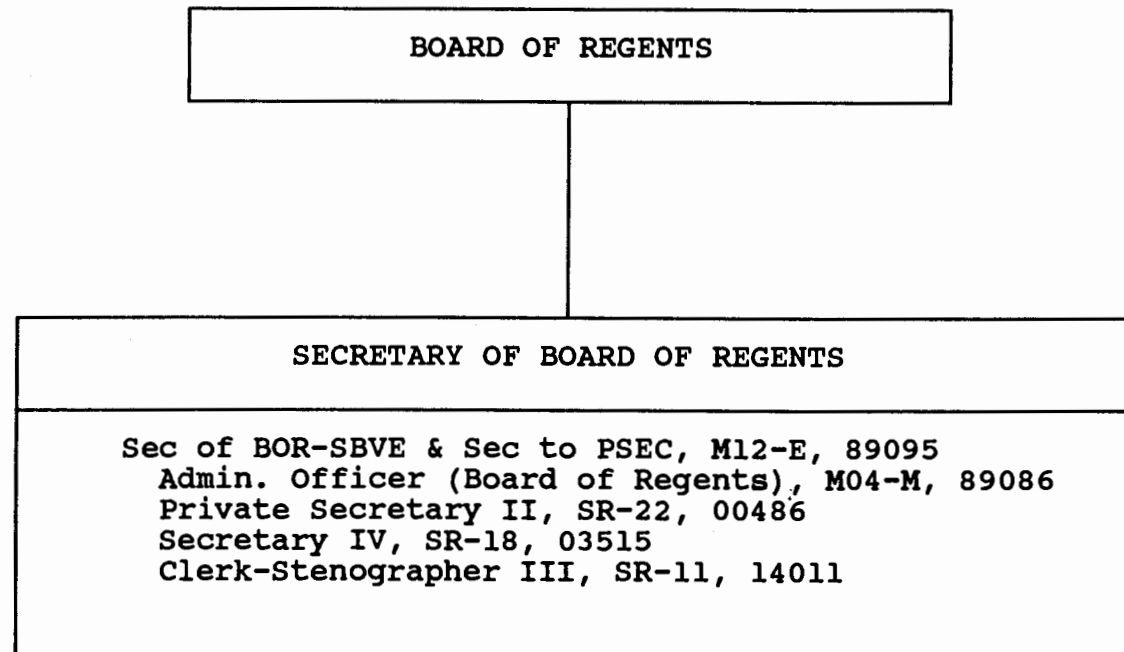 BOARD OF REGENTS
SECRETARY OF BOARD OF REGENTS
Sec of BOR-SBVE & Sec to PSEC, M12-E, 89095
Admin. Officer (Board of Regents), M04-M, 89086
Private Secretary II, SR-22, 00486
Secretary IV, SR-18, 03515
Clerk-Stenographer III, SR-11, 14011